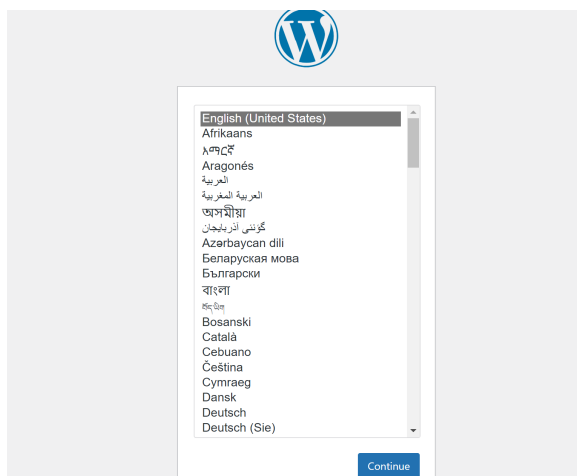 English (United States)
Afrikaans
አማርኛ
Aragonés
العربية
العربية المغربية
অসমীয়া
گؤنئی آذربایجان
Azərbaycan dili
Беларуская мова
Български
বাংলা
བོད་ཡིག
Bosanski
Català
Cebuano
Čeština
Cymraeg
Dansk
Deutsch
Deutsch (Sie)
Continue